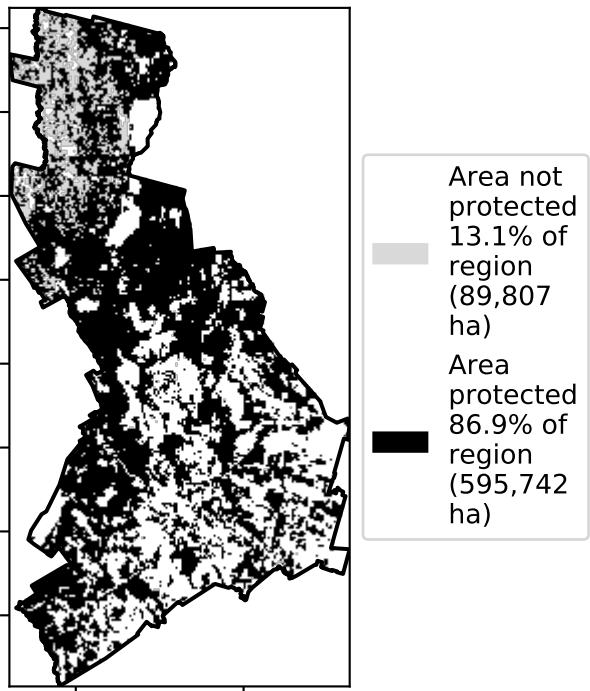 Area not
protected
13.1% of
region
(89,807
ha)
Area
protected
86.9% of
region
(595,742
ha)